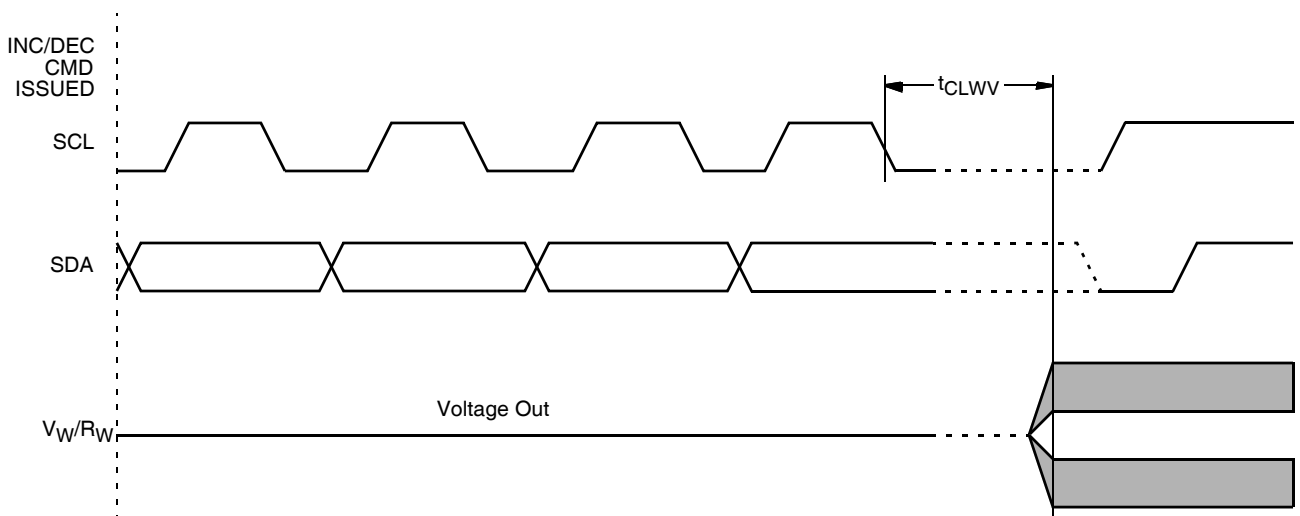 INC/DEC
CMD
ISSUED
tCLWV
SCL
SDA
Voltage Out
VW/RW